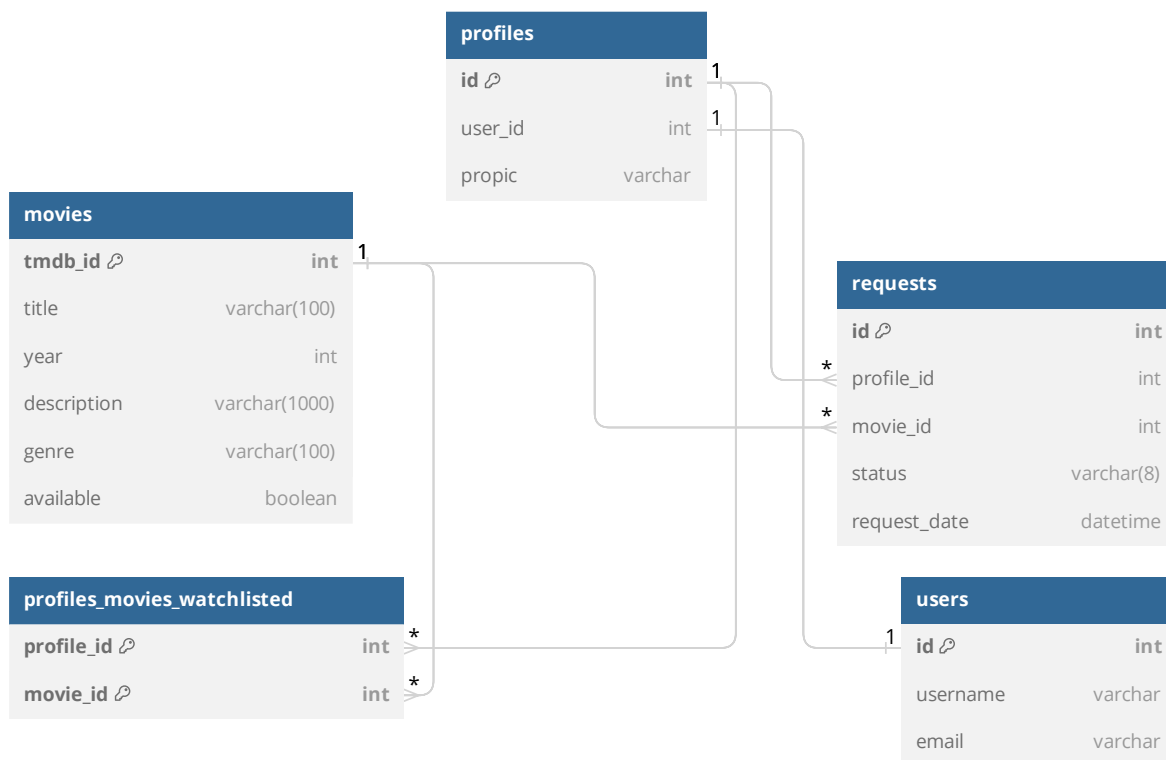 profiles
id int
user_id int
propic varchar
1
1
movies
tmdb_id int
title varchar(100)
year int
description varchar(1000)
genre varchar(100)
available boolean
1
requests
id int
profile_id int
movie_id int
status varchar(8)
request_date datetime
*
*
profiles_movies_watchlisted
profile_id int
movie_id int
*
*
users
id int
username varchar
email varchar
1